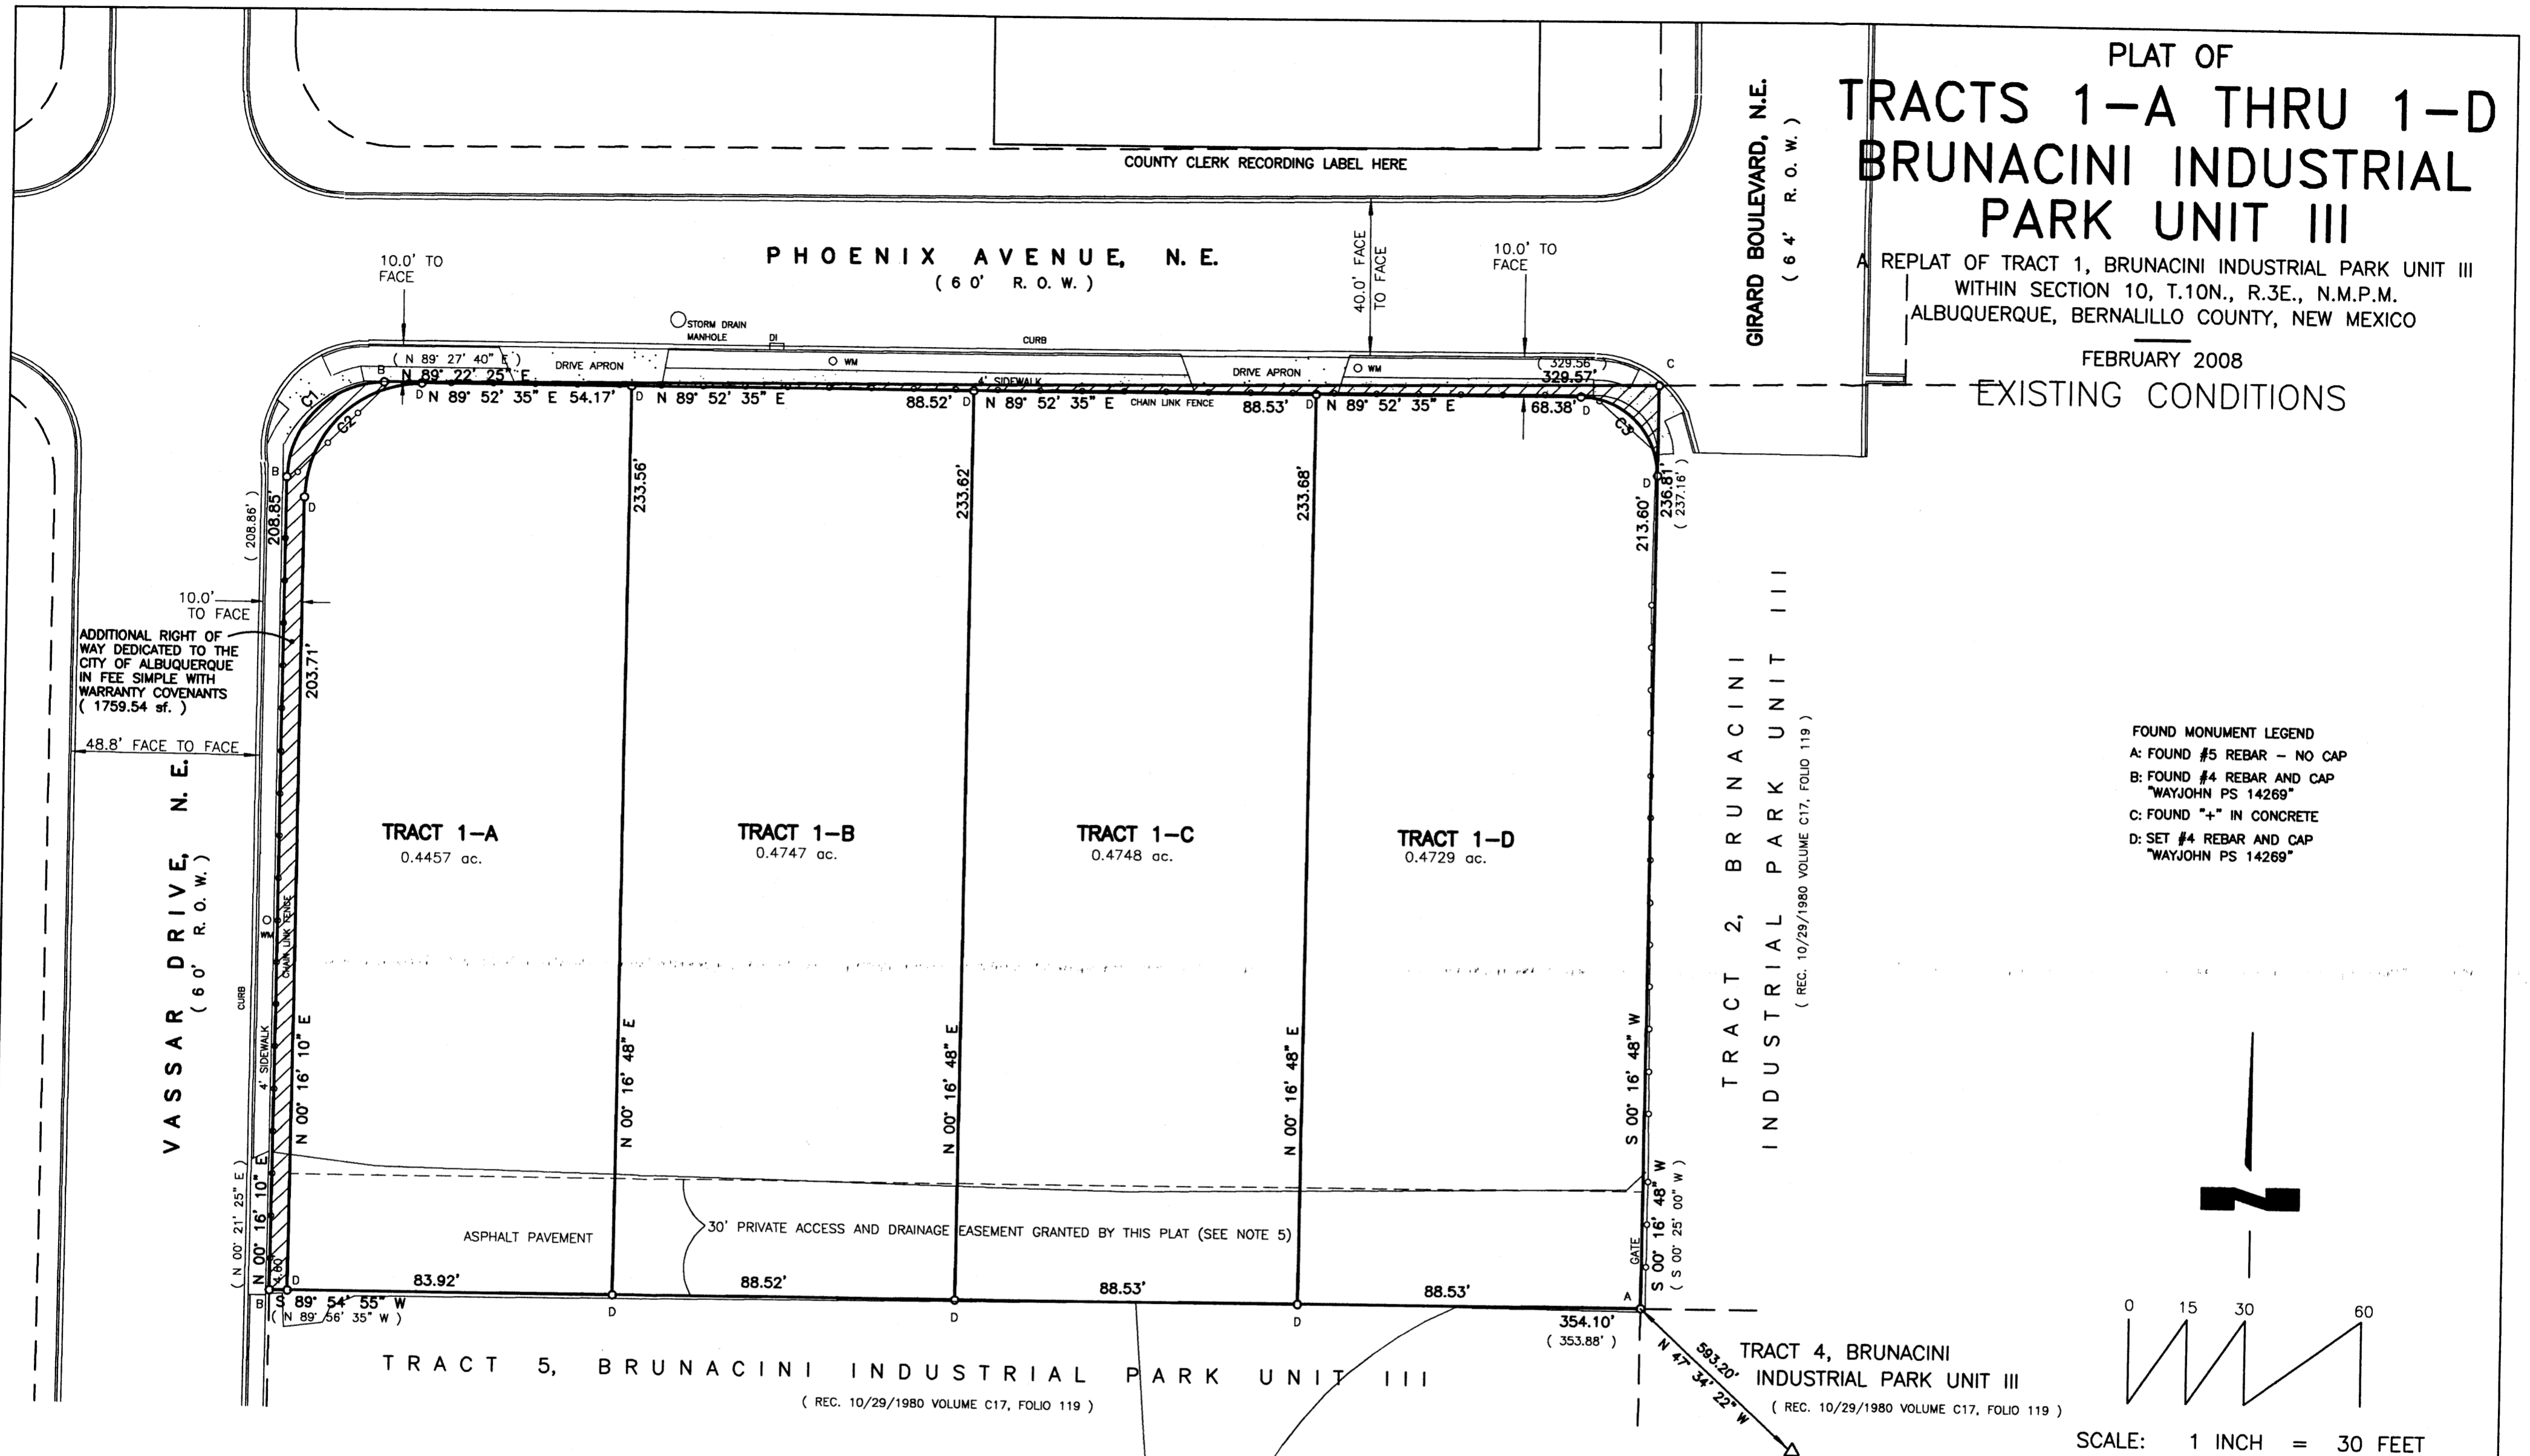 PLAT OF
TRACTS 1-A THRU 1-D
BRUNACINI INDUSTRIAL
PARK UNIT III
A REPLAT OF TRACT 1, BRUNACINI INDUSTRIAL PARK UNIT III
WITHIN SECTION 10, T.10N., R.3E., N.M.P.M.
ALBUQUERQUE, BERNALILLO COUNTY, NEW MEXICO
FEBRUARY 2008
EXISTING CONDITIONS
COUNTY CLERK RECORDING LABEL HERE
GIRARD BOULEVARD, N.E.
( 64' R. O. W. )
PHOENIX AVENUE, N. E.
( 60' R. O. W. )
10.0' TO
FACE
40.0' FACE
TO FACE
10.0' TO
FACE
STORM DRAIN
MANHOLE
DI
CURB
( N 89° 27' 40" E )
N 89° 22' 25" E
DRIVE APRON
WM
4' SIDEWALK
DRIVE APRON
WM
( 329.56' )
329.57'
C
B
D
N 89° 52' 35" E 54.17'
D
N 89° 52' 35" E
88.52'
D
N 89° 52' 35" E
CHAIN LINK FENCE
88.53'
D
N 89° 52' 35" E
68.38'
D
C1
C2
C3
B
D
D
( 208.86' )
208.85'
233.56'
233.62'
233.68'
213.60'
236.81'
( 237.16' )
10.0'
TO FACE
ADDITIONAL RIGHT OF
WAY DEDICATED TO THE
CITY OF ALBUQUERQUE
IN FEE SIMPLE WITH
WARRANTY COVENANTS
( 1759.54 sf. )
203.71'
48.8' FACE TO FACE
VASSAR DRIVE, N. E.
( 60' R. O. W. )
TRACT 1-A
0.4457 ac.
TRACT 1-B
0.4747 ac.
TRACT 1-C
0.4748 ac.
TRACT 1-D
0.4729 ac.
TRACT 2, BRUNACINI
INDUSTRIAL PARK UNIT III
( REC. 10/29/1980 VOLUME C17, FOLIO 119 )
FOUND MONUMENT LEGEND
A: FOUND #5 REBAR - NO CAP
B: FOUND #4 REBAR AND CAP
"WAYJOHN PS 14269"
C: FOUND "+" IN CONCRETE
D: SET #4 REBAR AND CAP
"WAYJOHN PS 14269"
WM
CHAIN LINK FENCE
CURB
4' SIDEWALK
N 00° 16' 10" E
N 00° 16' 48" E
N 00° 16' 48" E
N 00° 16' 48" E
S 00° 16' 48" W
( N 00° 21' 25" E )
N 00° 16' 10" E
4.60'
S 00° 16' 48" W
( S 00° 25' 00" W )
GATE
ASPHALT PAVEMENT
30' PRIVATE ACCESS AND DRAINAGE EASEMENT GRANTED BY THIS PLAT (SEE NOTE 5)
D
83.92'
88.52'
88.53'
88.53'
A
B
S 89° 54' 55" W
( N 89° 56' 35" W )
D
D
D
354.10'
( 353.88' )
TRACT 5, BRUNACINI INDUSTRIAL PARK UNIT III
( REC. 10/29/1980 VOLUME C17, FOLIO 119 )
593.20'
N 47° 34' 22" W
TRACT 4, BRUNACINI
INDUSTRIAL PARK UNIT III
( REC. 10/29/1980 VOLUME C17, FOLIO 119 )
N
0 15 30 60
SCALE: 1 INCH = 30 FEET